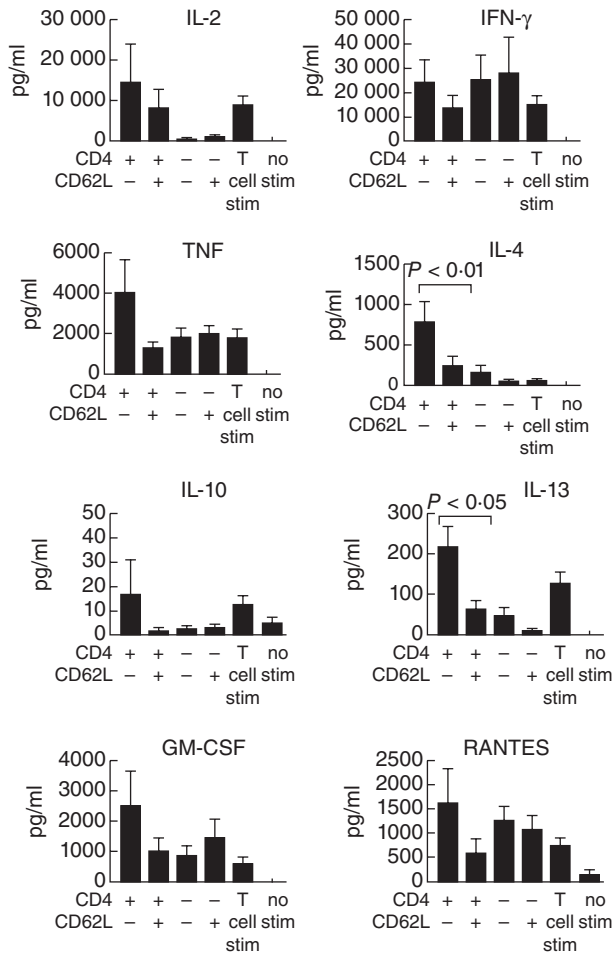 IL-2
pg/ml
30 000
20 000
10 000
0
CD4 + + − − T no
CD62L − + − + cell stim
stim
IFN-γ
pg/ml
50 000
40 000
30 000
20 000
10 000
0
CD4 + + − − T no
CD62L − + − + cell stim
stim
TNF
pg/ml
6000
4000
2000
0
CD4 + + − − T no
CD62L − + − + cell stim
stim
IL-4
P < 0·01
pg/ml
1500
1000
500
0
CD4 + + − − T no
CD62L − + − + cell stim
stim
IL-10
pg/ml
50
40
30
20
10
0
CD4 + + − − T no
CD62L − + − + cell stim
stim
IL-13
P < 0·05
pg/ml
300
200
100
0
CD4 + + − − T no
CD62L − + − + cell stim
stim
GM-CSF
pg/ml
4000
3000
2000
1000
0
CD4 + + − − T no
CD62L − + − + cell stim
stim
RANTES
pg/ml
2500
2000
1500
1000
500
0
CD4 + + − − T no
CD62L − + − + cell stim
stim